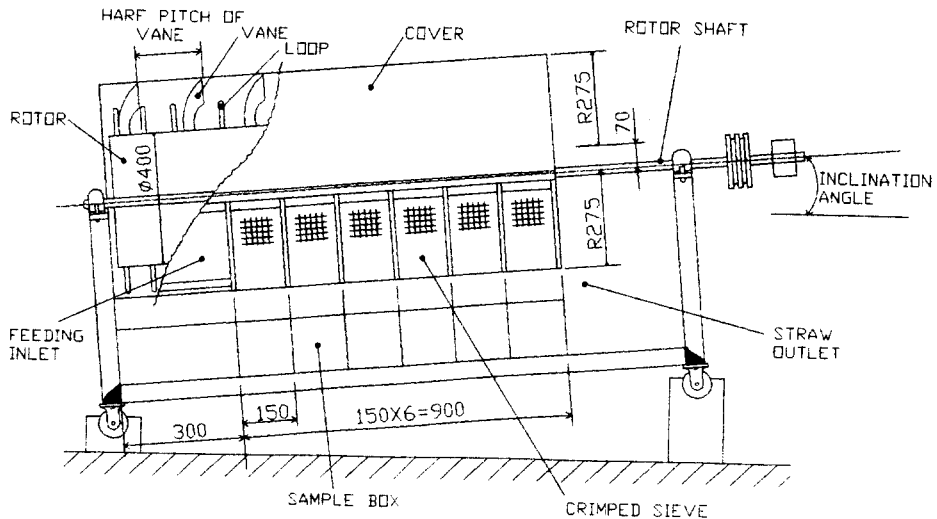 HARF PITCH OF
VANE
VANE
LOOP
COVER
ROTOR SHAFT
R275
70
ROTOR
Ø400
INCLINATION
ANGLE
R275
FEEDING
INLET
STRAW
OUTLET
150
150X6=900
300
SAMPLE BOX
CRIMPED SIEVE